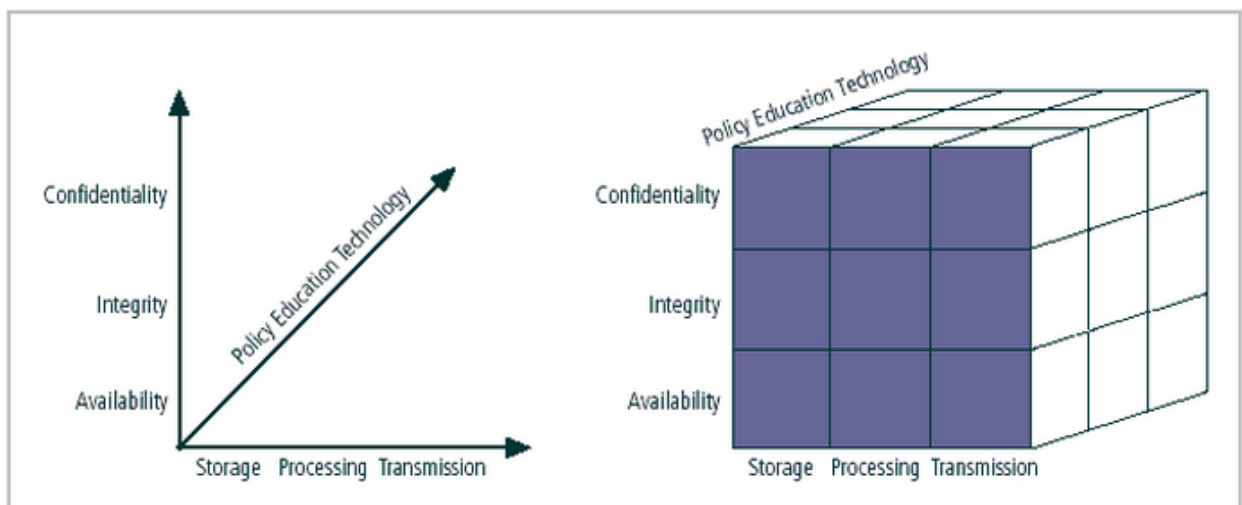 Confidentiality
Integrity
Availability
Policy Education Technology
Storage Processing Transmission
Policy Education Technology
Confidentiality
Integrity
Availability
Storage Processing Transmission